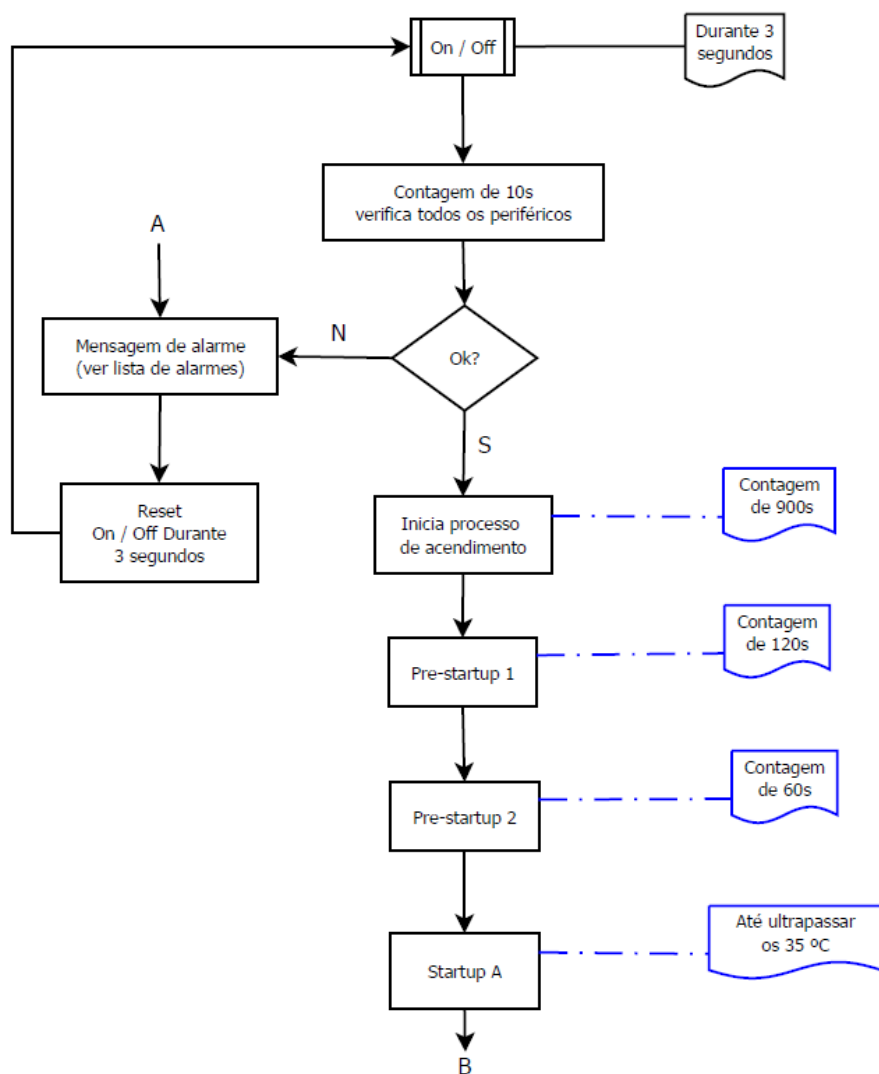 On / Off
Durante 3
segundos
Contagem de 10s
verifica todos os periféricos
A
N
Mensagem de alarme
(ver lista de alarmes)
Ok?
S
Reset
On / Off Durante
3 segundos
Inicia processo
de acendimento
Contagem
de 900s
Pre-startup 1
Contagem
de 120s
Pre-startup 2
Contagem
de 60s
Startup A
Até ultrapassar
os 35 ºC
B